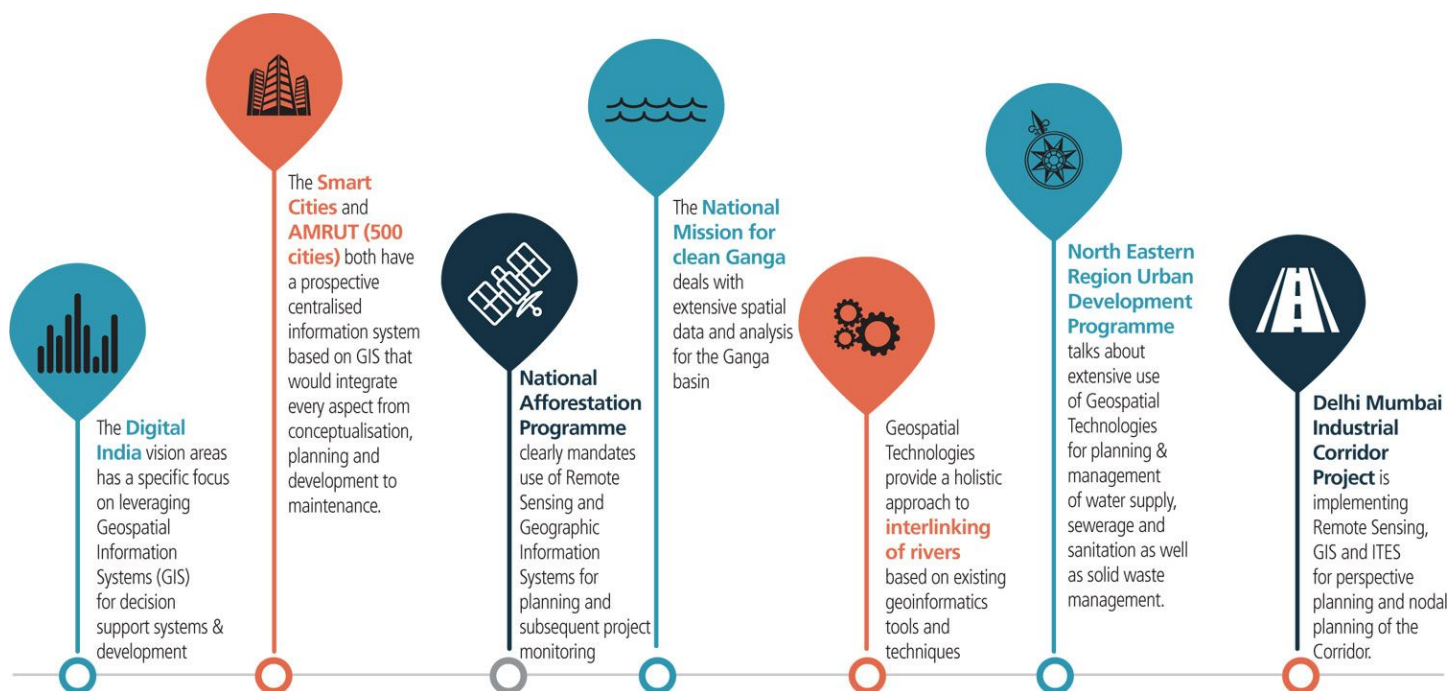 The Digital
India vision areas
has a specific focus
on leveraging
Geospatial
Information
Systems (GIS)
for decision
support systems &
development
The Smart
Cities and
AMRUT (500
cities) both have
a prospective
centralised
information system
based on GIS that
would integrate
every aspect from
conceptualisation,
planning and
development to
maintenance.
National
Afforestation
Programme
clearly mandates
use of Remote
Sensing and
Geographic
Information
Systems for
planning and
subsequent project
monitoring
The National
Mission for
clean Ganga
deals with
extensive spatial
data and analysis
for the Ganga
basin
Geospatial
Technologies
provide a holistic
approach to
interlinking
of rivers
based on existing
geoinformatics
tools and
techniques
North Eastern
Region Urban
Development
Programme
talks about
extensive use
of Geospatial
Technologies
for planning &
management
of water supply,
sewerage and
sanitation as well
as solid waste
management.
Delhi Mumbai
Industrial
Corridor
Project is
implementing
Remote Sensing,
GIS and ITES
for perspective
planning and nodal
planning of the
Corridor.